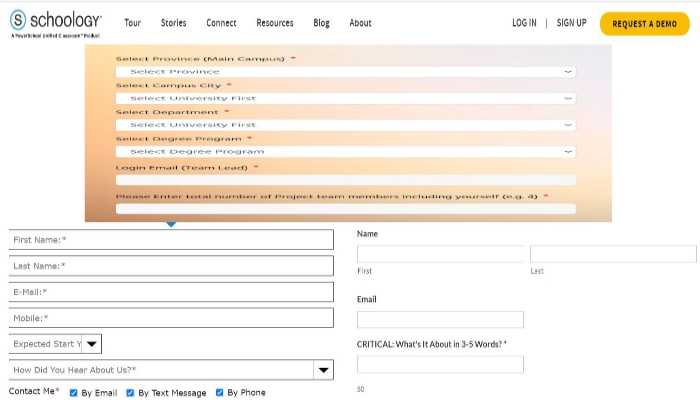 schoology®
A PowerSchool Unified Classroom® Product
Tour Stories Connect Resources Blog About LOG IN | SIGN UP REQUEST A DEMO
Select Province (Main Campus) *
Select Province
Select Campus City *
Select University First
Select Department *
Select University First
Select Degree Program *
Select Degree Program
Login Email (Team Lead) *
Please Enter total number of Project team members including yourself (e.g. 4) *
First Name:*
Last Name:*
E-Mail:*
Mobile:*
Expected Start Y
How Did You Hear About Us?*
Contact Me* By Email By Text Message By Phone
Name
First Last
Email
CRITICAL: What's It About in 3-5 Words? *
50